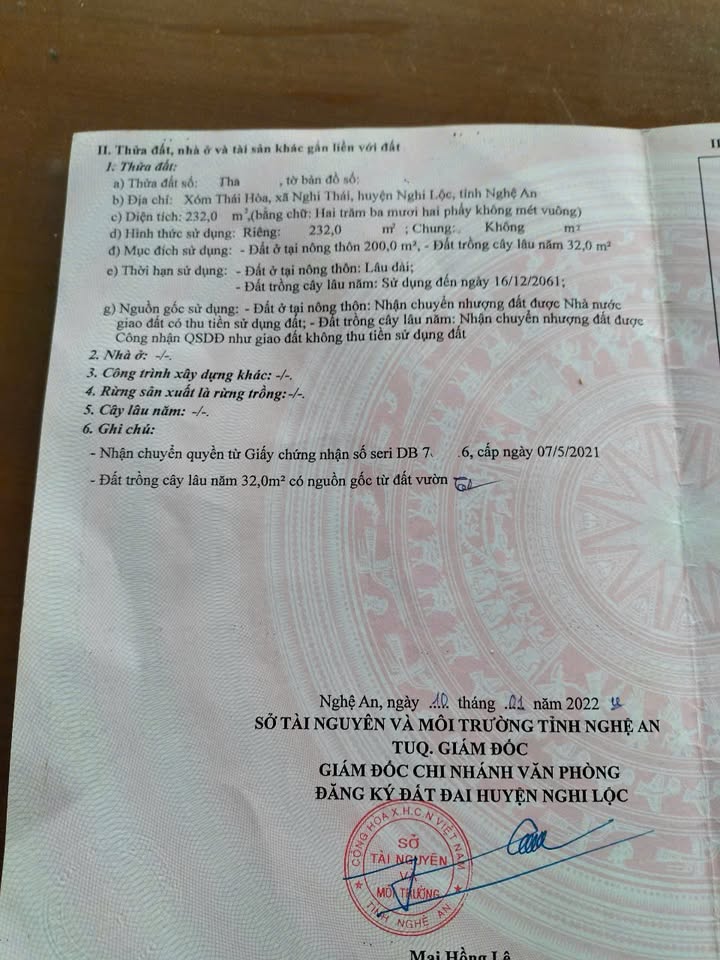 II. Thửa đất, nhà ở và tài sản khác gắn liền với đất
1. Thửa đất:
a) Thửa đất số: Tha , tờ bản đồ số:
b) Địa chỉ: Xóm Thái Hòa, xã Nghi Thái, huyện Nghi Lộc, tỉnh Nghệ An
c) Diện tích: 232,0 m²,(bằng chữ: Hai trăm ba mươi hai phẩy không mét vuông)
d) Hình thức sử dụng: Riêng: 232,0 m² ; Chung: Không m²
đ) Mục đích sử dụng: - Đất ở tại nông thôn 200,0 m², - Đất trồng cây lâu năm 32,0 m²
e) Thời hạn sử dụng: - Đất ở tại nông thôn: Lâu dài;
- Đất trồng cây lâu năm: Sử dụng đến ngày 16/12/2061;
g) Nguồn gốc sử dụng: - Đất ở tại nông thôn: Nhận chuyển nhượng đất được Nhà nước
giao đất có thu tiền sử dụng đất; - Đất trồng cây lâu năm: Nhận chuyển nhượng đất được
Công nhận QSDĐ như giao đất không thu tiền sử dụng đất
2. Nhà ở: -/-.
3. Công trình xây dựng khác: -/-.
4. Rừng sản xuất là rừng trồng:-/-.
5. Cây lâu năm: -/-.
6. Ghi chú:
- Nhận chuyển quyền từ Giấy chứng nhận số seri DB 7 .6, cấp ngày 07/5/2021
- Đất trồng cây lâu năm 32,0m² có nguồn gốc từ đất vườn
Nghệ An, ngày .10 tháng .01 năm 2022
SỞ TÀI NGUYÊN VÀ MÔI TRƯỜNG TỈNH NGHỆ AN
TUQ. GIÁM ĐỐC
GIÁM ĐỐC CHI NHÁNH VĂN PHÒNG
ĐĂNG KÝ ĐẤT ĐAI HUYỆN NGHI LỘC
CỘNG HÒA X.H.C.N VIỆT NAM
SỞ
TÀI NGUYÊN
VÀ
MÔI TRƯỜNG
TỈNH NGHỆ AN
Mai Hồng Lê